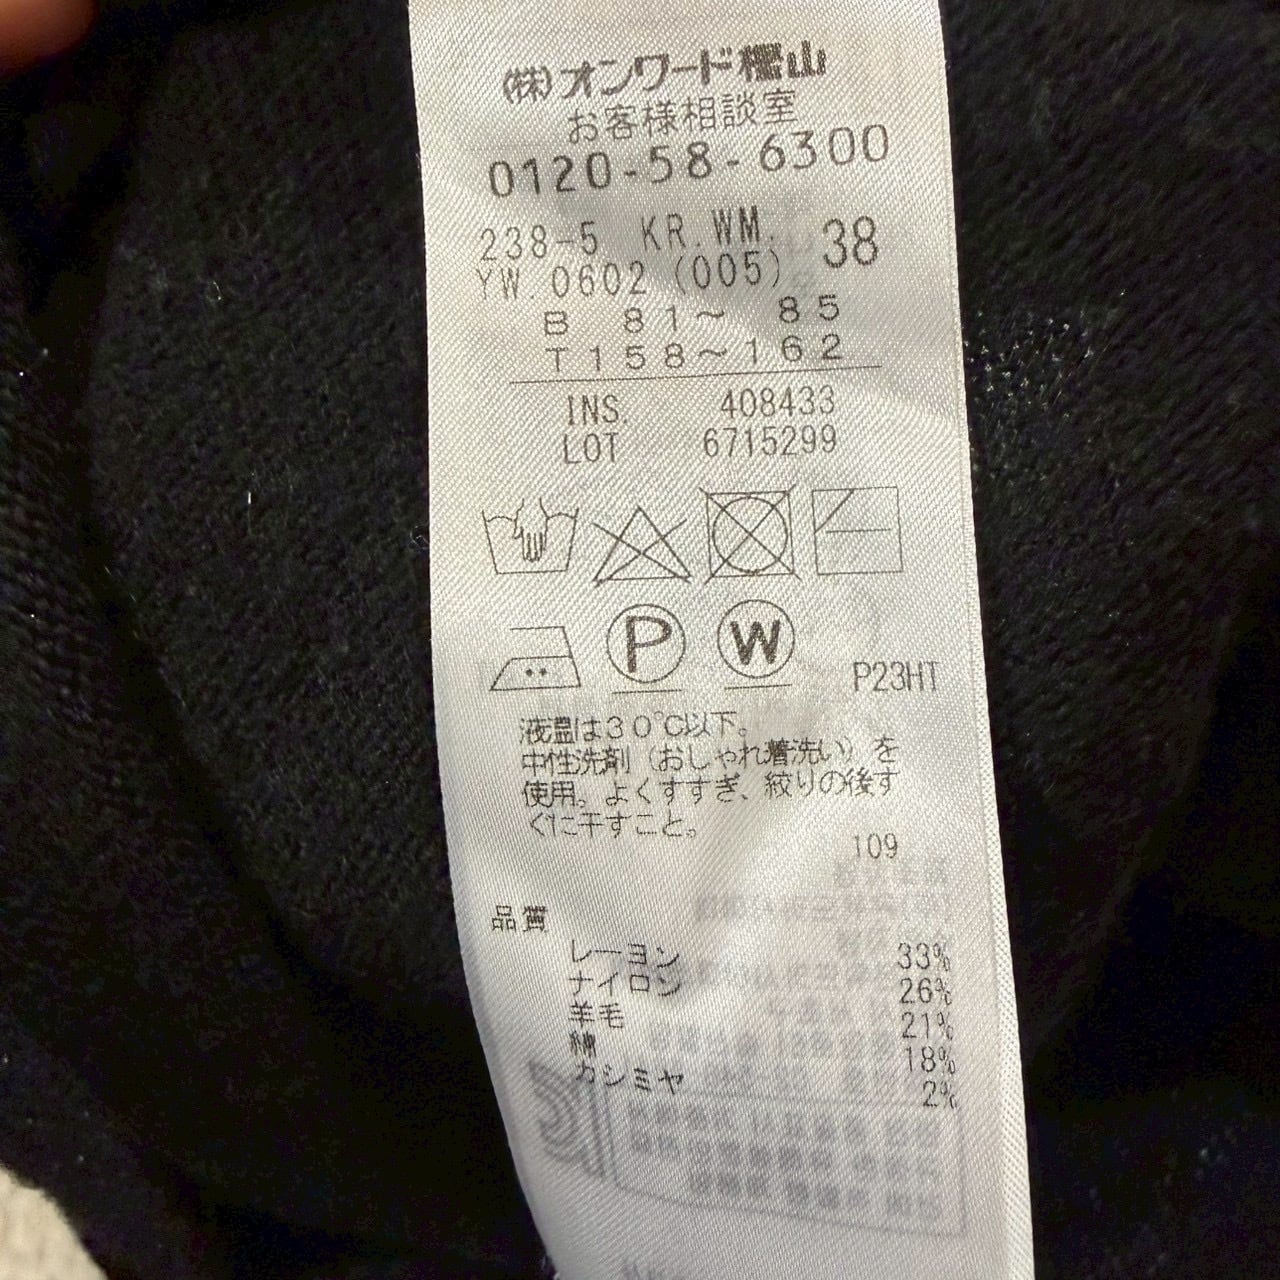 (株)オンワード樫山
お客様相談室
0120-58-6300
238-5 KR.WM. 38
YW.0602 (005)
B 81～ 85
T158～162
INS. 408433
LOT 6715299
P W
P23HT
液温は30℃以下。
中性洗剤（おしゃれ着洗い）を
使用。よくすすぎ、絞りの後す
ぐに干すこと。
109
品質
レーヨン 33%
ナイロン 26%
羊毛 21%
綿 18%
カシミヤ 2%